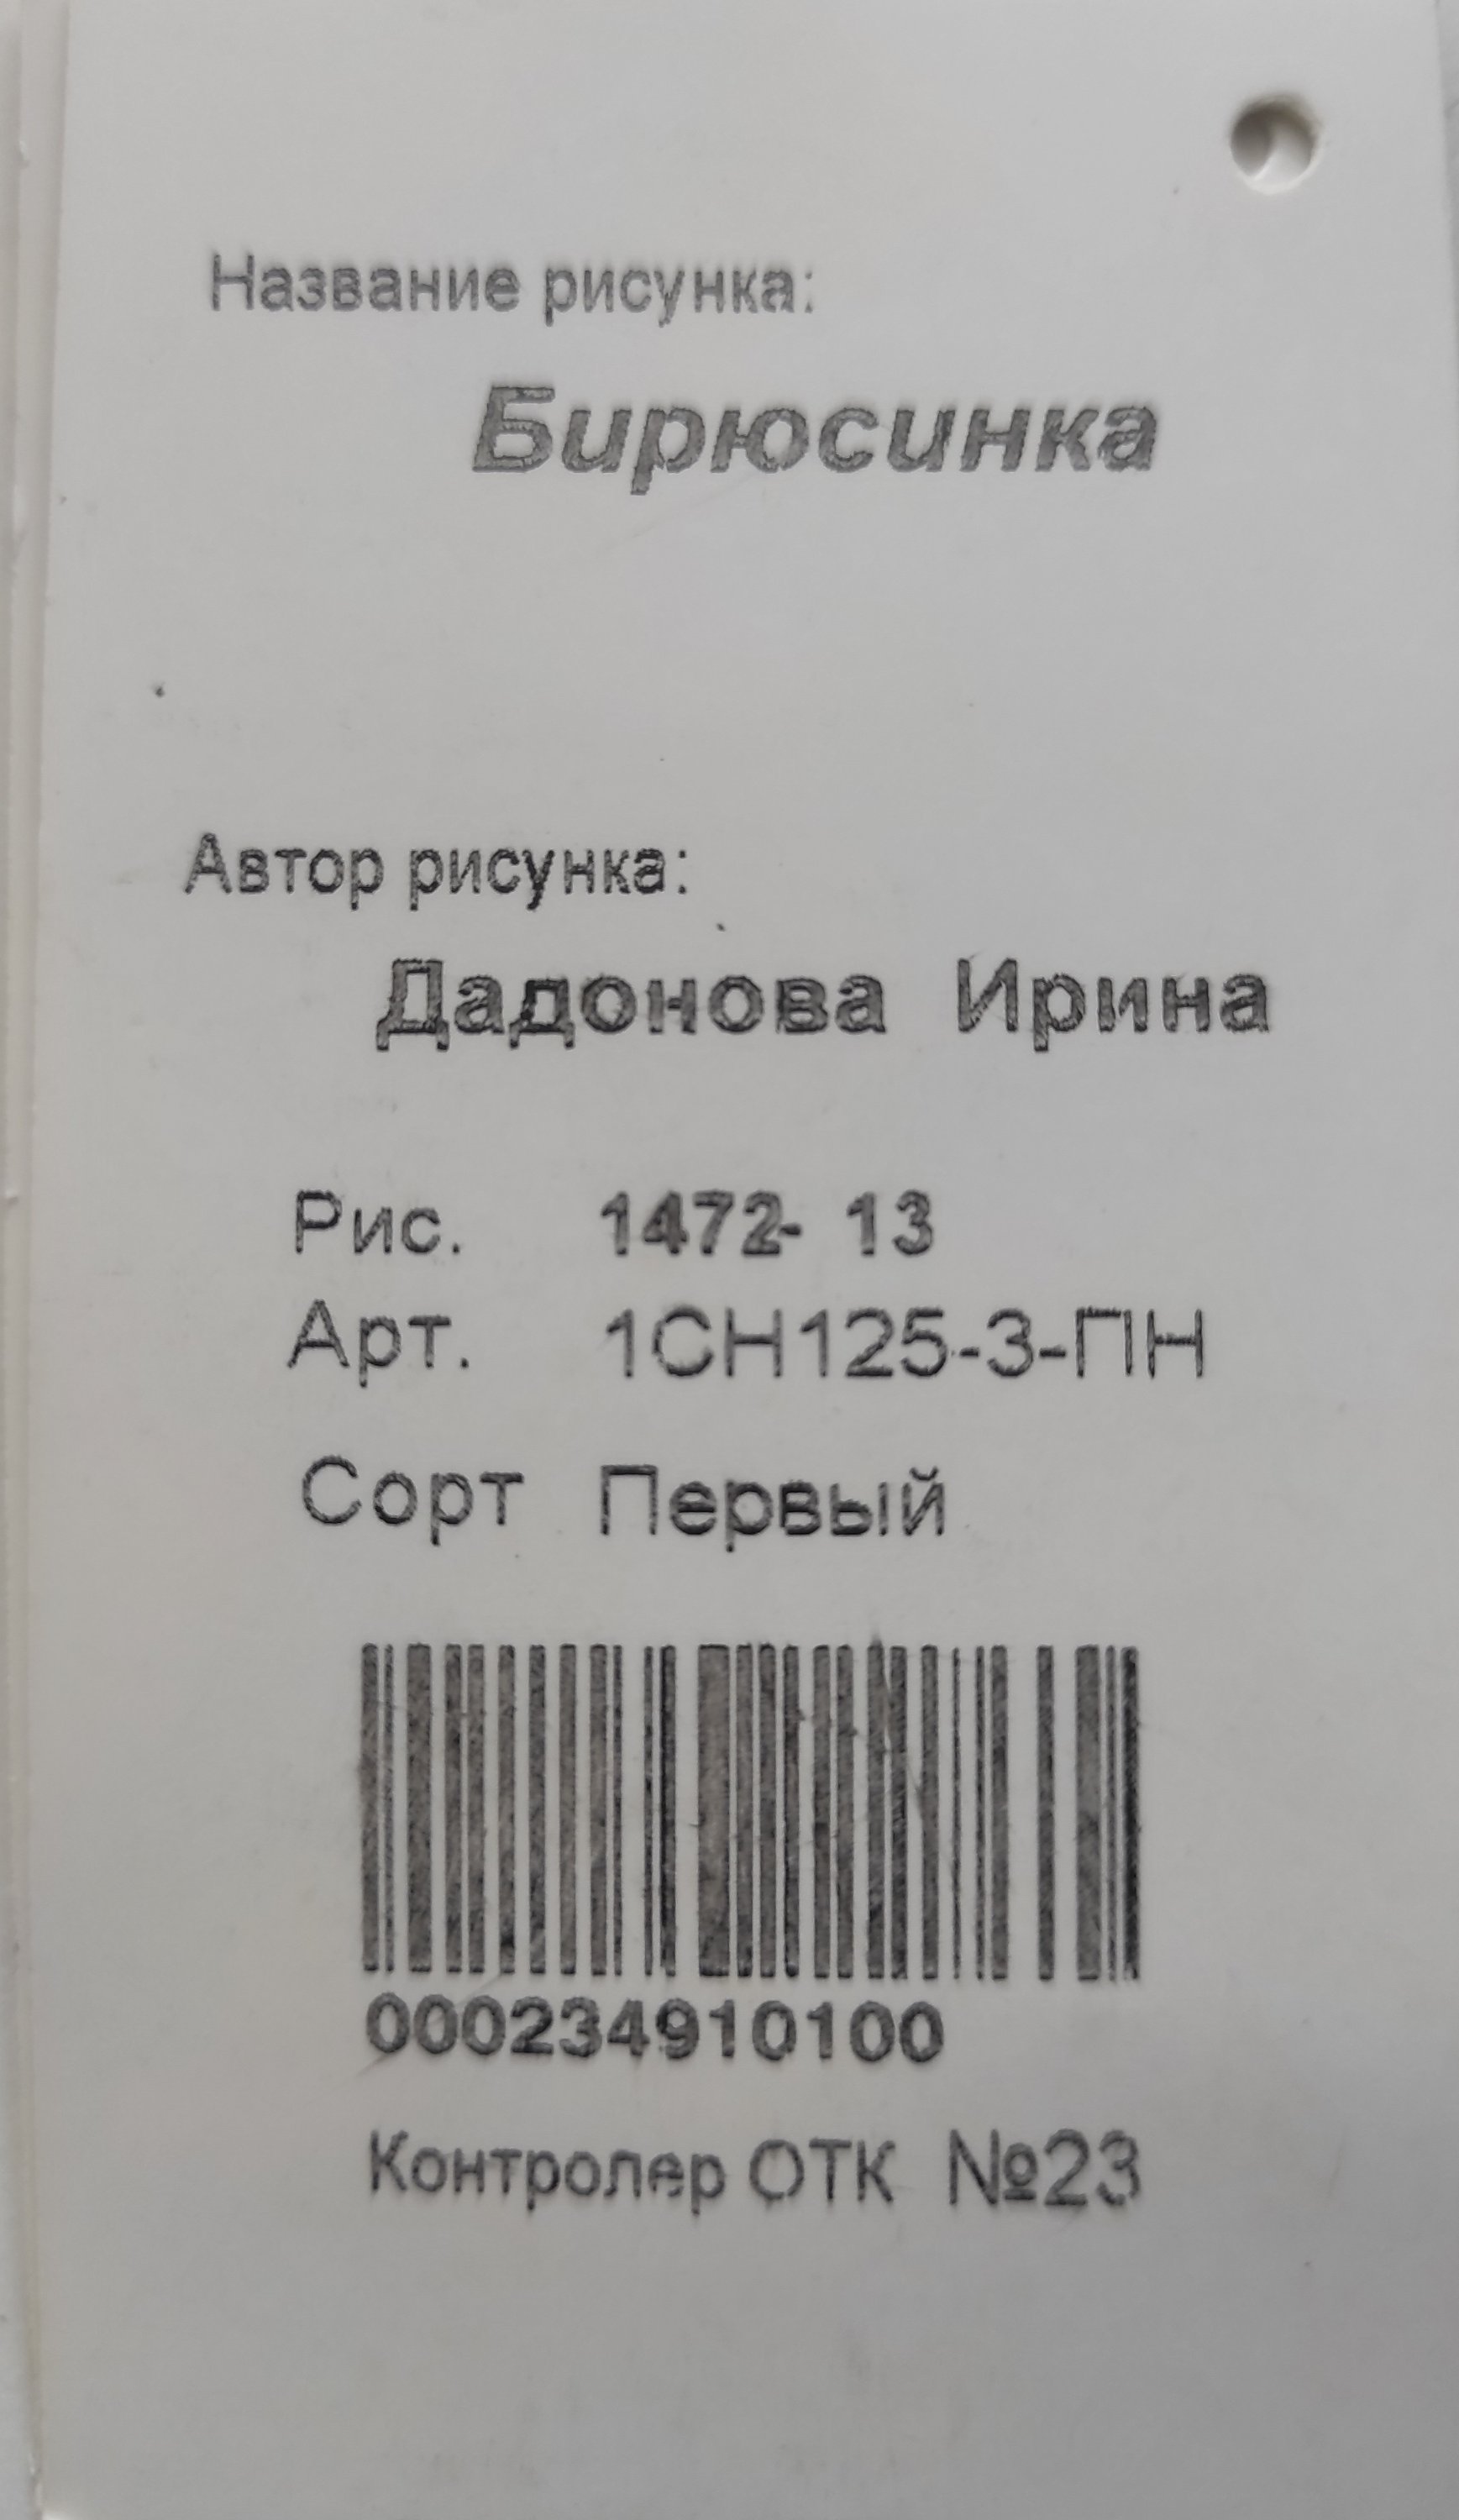 Название рисунка:
Бирюсинка
Автор рисунка:
Дадонова Ирина
Рис. 1472- 13
Арт. 1СН125-3-ПН
Сорт Первый
000234910100
Контролер ОТК №23